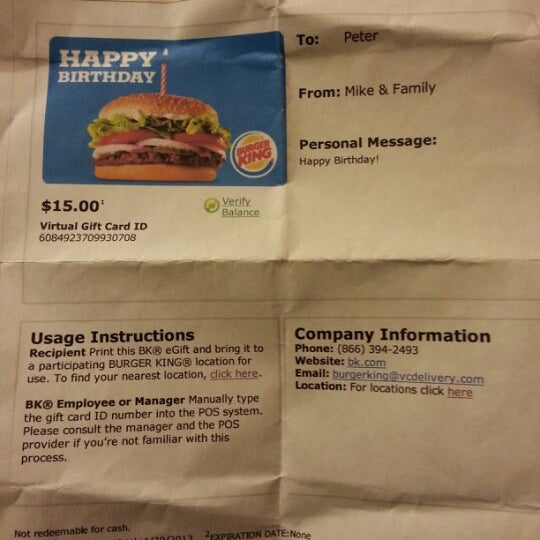 HAPPY
BIRTHDAY
BURGER
KING
To: Peter
From: Mike & Family
Personal Message:
Happy Birthday!
$15.00¹
Verify
Balance
Virtual Gift Card ID
6084923709930708
Usage Instructions
Recipient Print this BK® eGift and bring it to
a participating BURGER KING® location for
use. To find your nearest location, click here.
BK® Employee or Manager Manually type
the gift card ID number into the POS system.
Please consult the manager and the POS
provider if you're not familiar with this
process.
Company Information
Phone: (866) 394-2493
Website: bk.com
Email: burgerking@vcdelivery.com
Location: For locations click here
Not redeemable for cash.
²EXPIRATION DATE:None